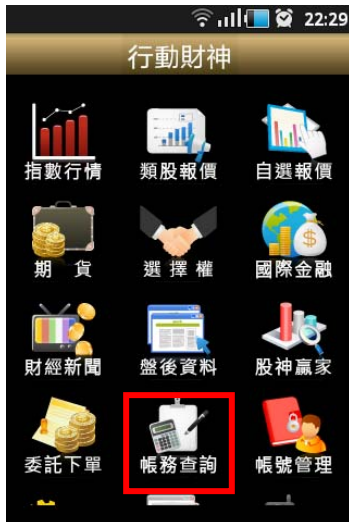 22:29
行動財神
指數行情 類股報價 自選報價
期 貨 選 擇 權 國際金融
財經新聞 盤後資料 股神贏家
委託下單 帳務查詢 帳號管理